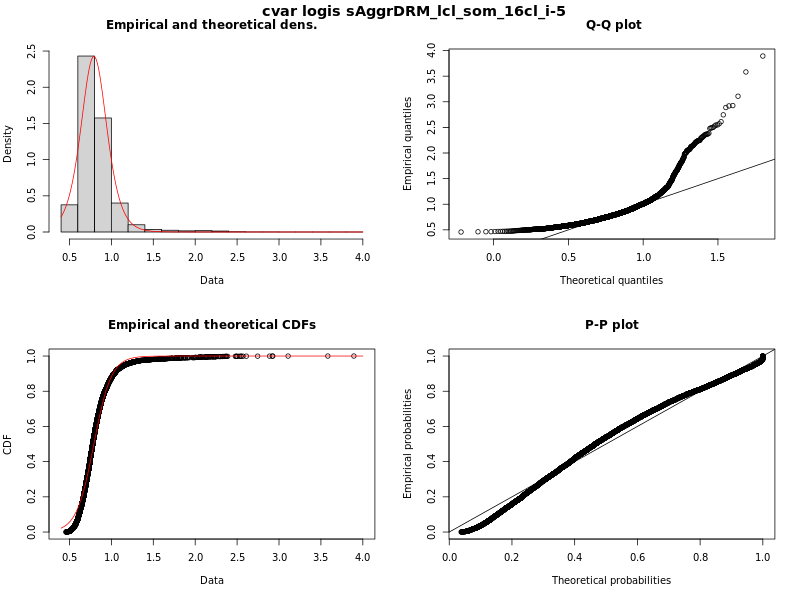 cvar logis sAggrDRM_lcl_som_16cl_i-5
Empirical and theoretical dens.
Density
0.0 0.5 1.0 1.5 2.0 2.5
0.5 1.0 1.5 2.0 2.5 3.0 3.5 4.0
Data
Q-Q plot
Empirical quantiles
0.5 1.0 1.5 2.0 2.5 3.0 3.5 4.0
0.0 0.5 1.0 1.5
Theoretical quantiles
Empirical and theoretical CDFs
CDF
0.0 0.2 0.4 0.6 0.8 1.0
0.5 1.0 1.5 2.0 2.5 3.0 3.5 4.0
Data
P-P plot
Empirical probabilities
0.0 0.2 0.4 0.6 0.8 1.0
0.0 0.2 0.4 0.6 0.8 1.0
Theoretical probabilities